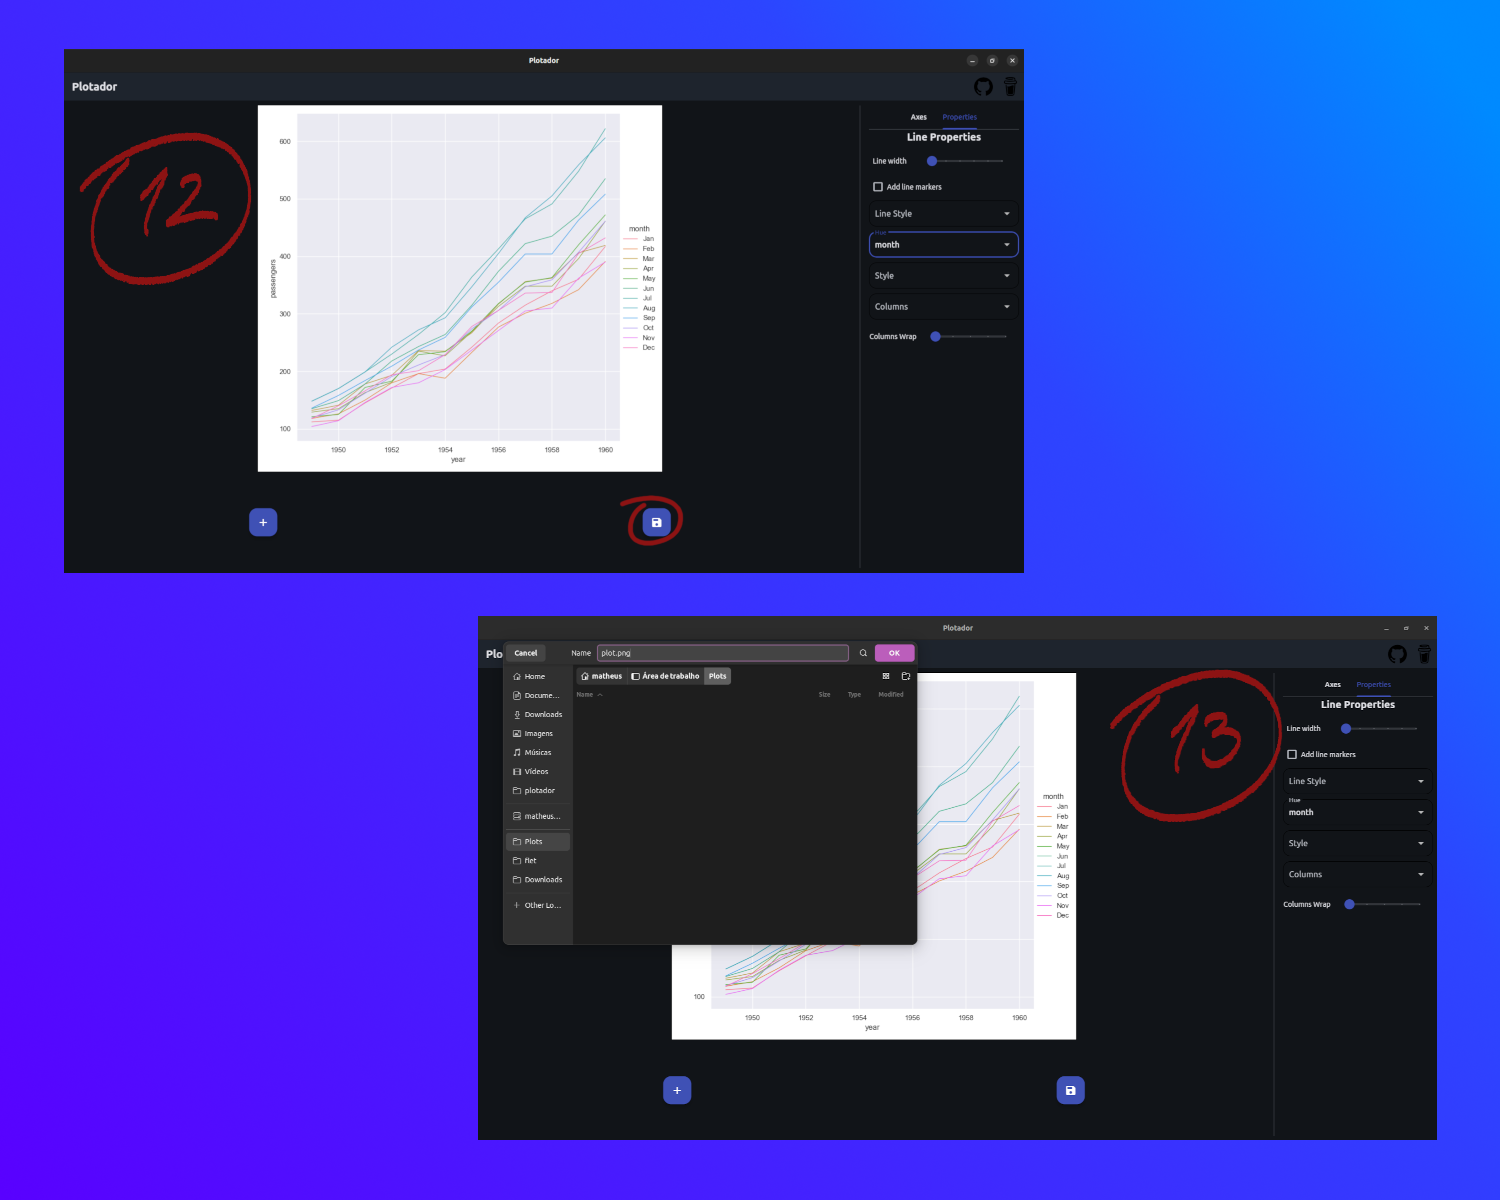 Plotador
Plotador
12
Axes Properties
Line Properties
Line width
Add line markers
Line Style
Hue
month
Style
Columns
Columns Wrap
600
500
400
300
200
100
passengers
1950 1952 1954 1956 1958 1960
year
month
Jan
Feb
Mar
Apr
May
Jun
Jul
Aug
Sep
Oct
Nov
Dec
+
Plotador
Plo
Cancel Name plot.png OK
Home
Docume...
Downloads
Imagens
Músicas
Vídeos
plotador
matheus...
Plots
flet
Downloads
+ Other Lo...
matheus Área de trabalho Plots
Name Size Type Modified
13
Axes Properties
Line Properties
Line width
Add line markers
Line Style
Hue
month
Style
Columns
Columns Wrap
month
Jan
Feb
Mar
Apr
May
Jun
Jul
Aug
Sep
Oct
Nov
Dec
100
1950 1952 1954 1956 1958 1960
year
+